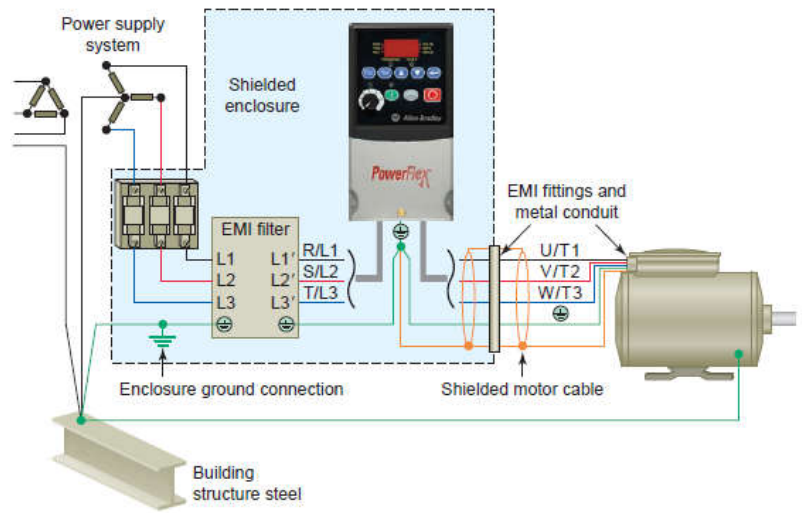 Power supply
system
Shielded
enclosure
Allen-Bradley
PowerFlex
EMI fittings and
metal conduit
EMI filter
L1 L1′ R/L1
L2 L2′ S/L2
L3 L3′ T/L3
U/T1
V/T2
W/T3
Enclosure ground connection
Shielded motor cable
Building
structure steel